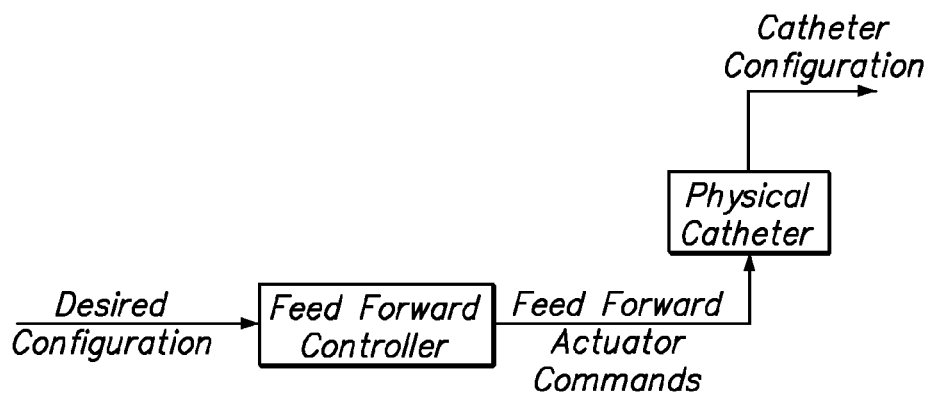 Catheter
Configuration
Physical
Catheter
Desired
Configuration
Feed Forward
Controller
Feed Forward
Actuator
Commands